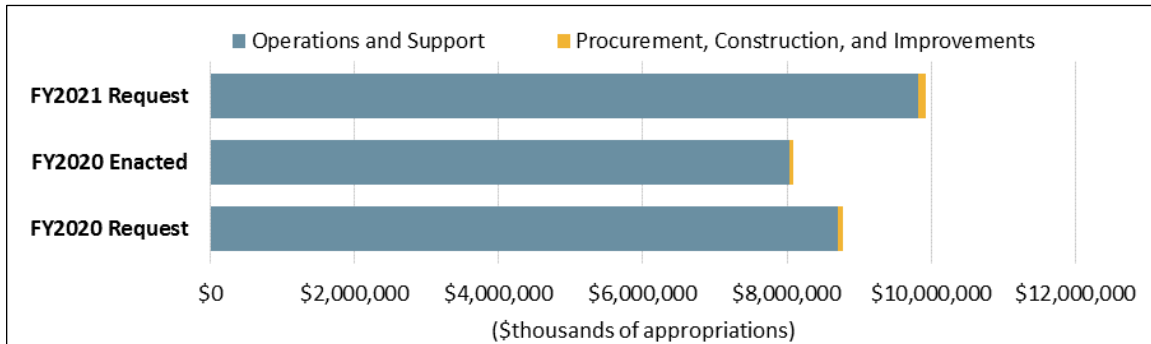 Operations and Support Procurement, Construction, and Improvements
FY2021 Request
FY2020 Enacted
FY2020 Request
$0 $2,000,000 $4,000,000 $6,000,000 $8,000,000 $10,000,000 $12,000,000
($thousands of appropriations)